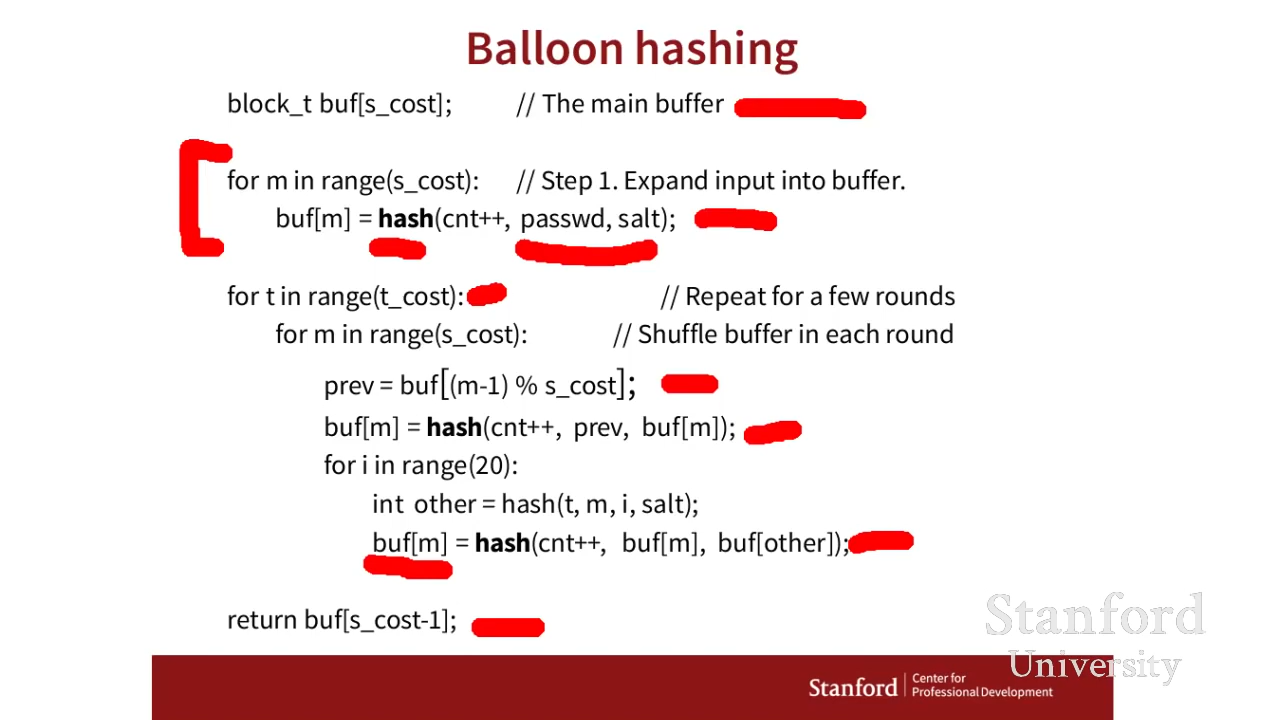 Balloon hashing
block_t buf[s_cost]; // The main buffer
for m in range(s_cost): // Step 1. Expand input into buffer.
buf[m] = hash(cnt++, passwd, salt);
for t in range(t_cost): // Repeat for a few rounds
for m in range(s_cost): // Shuffle buffer in each round
prev = buf[(m-1) % s_cost];
buf[m] = hash(cnt++, prev, buf[m]);
for i in range(20):
int other = hash(t, m, i, salt);
buf[m] = hash(cnt++, buf[m], buf[other]);
return buf[s_cost-1];
Stanford
University
Stanford
Center for
Professional Development